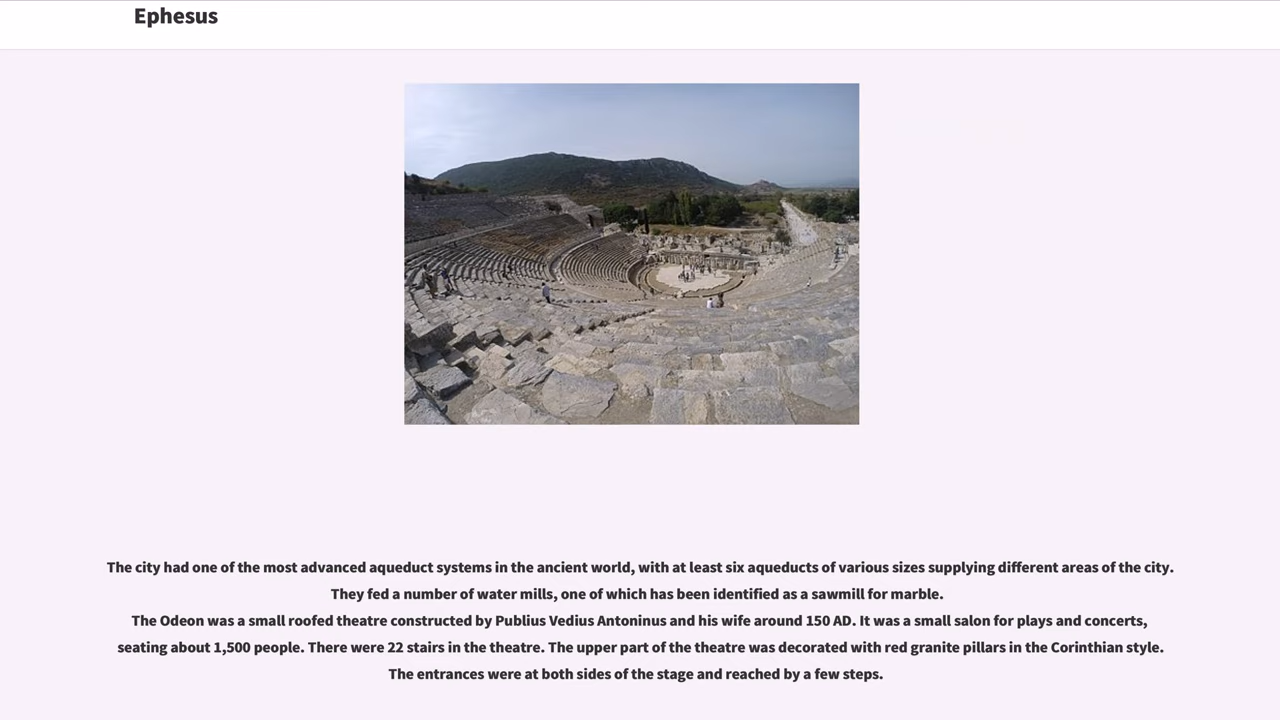 Ephesus
The city had one of the most advanced aqueduct systems in the ancient world, with at least six aqueducts of various sizes supplying different areas of the city.
They fed a number of water mills, one of which has been identified as a sawmill for marble.
The Odeon was a small roofed theatre constructed by Publius Vedius Antoninus and his wife around 150 AD. It was a small salon for plays and concerts,
seating about 1,500 people. There were 22 stairs in the theatre. The upper part of the theatre was decorated with red granite pillars in the Corinthian style.
The entrances were at both sides of the stage and reached by a few steps.